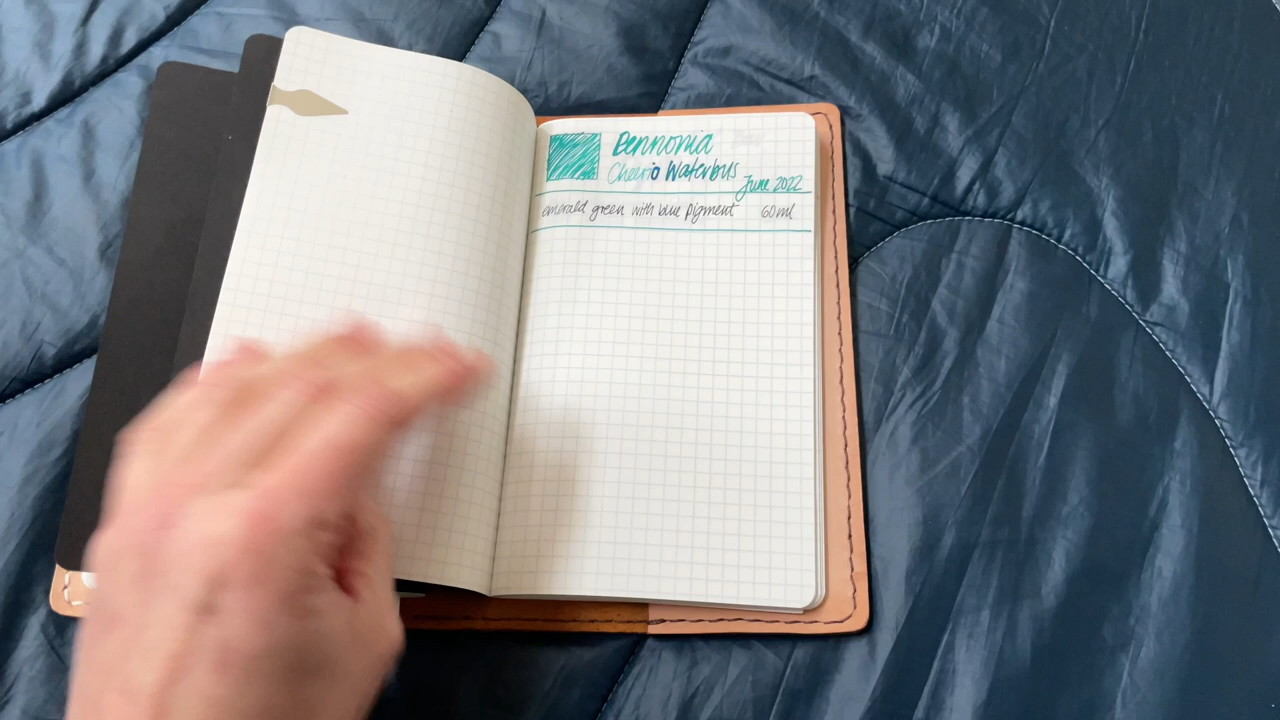 Pennonia
Cheerio Waterbus
June 2022
emerald green with blue pigment 60ml